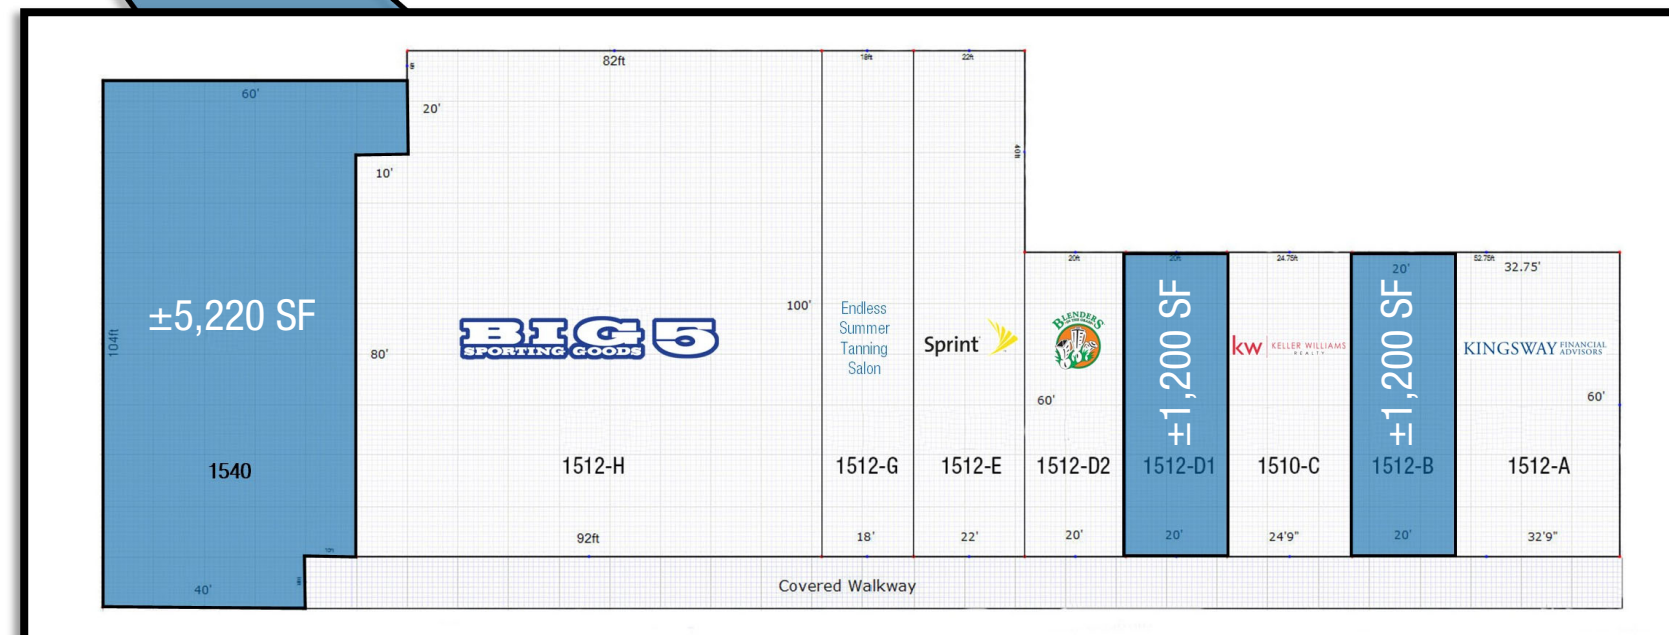 82ft
18ft
22ft
60'
20'
10'
40ft
20ft
20ft
24.75ft
20'
52.75ft
32.75'
104ft
±5,220 SF
80'
BIG 5
SPORTING GOODS
100'
Endless
Summer
Tanning
Salon
Sprint
BLENDERS
IN THE GRASS
60'
±1,200 SF
kw KELLER WILLIAMS
REALTY
±1,200 SF
KINGSWAY FINANCIAL
ADVISORS
60'
1540
1512-H
1512-G
1512-E
1512-D2
1512-D1
1510-C
1512-B
1512-A
92ft
18'
22'
20'
20'
24'9"
20'
32'9"
40'
Covered Walkway